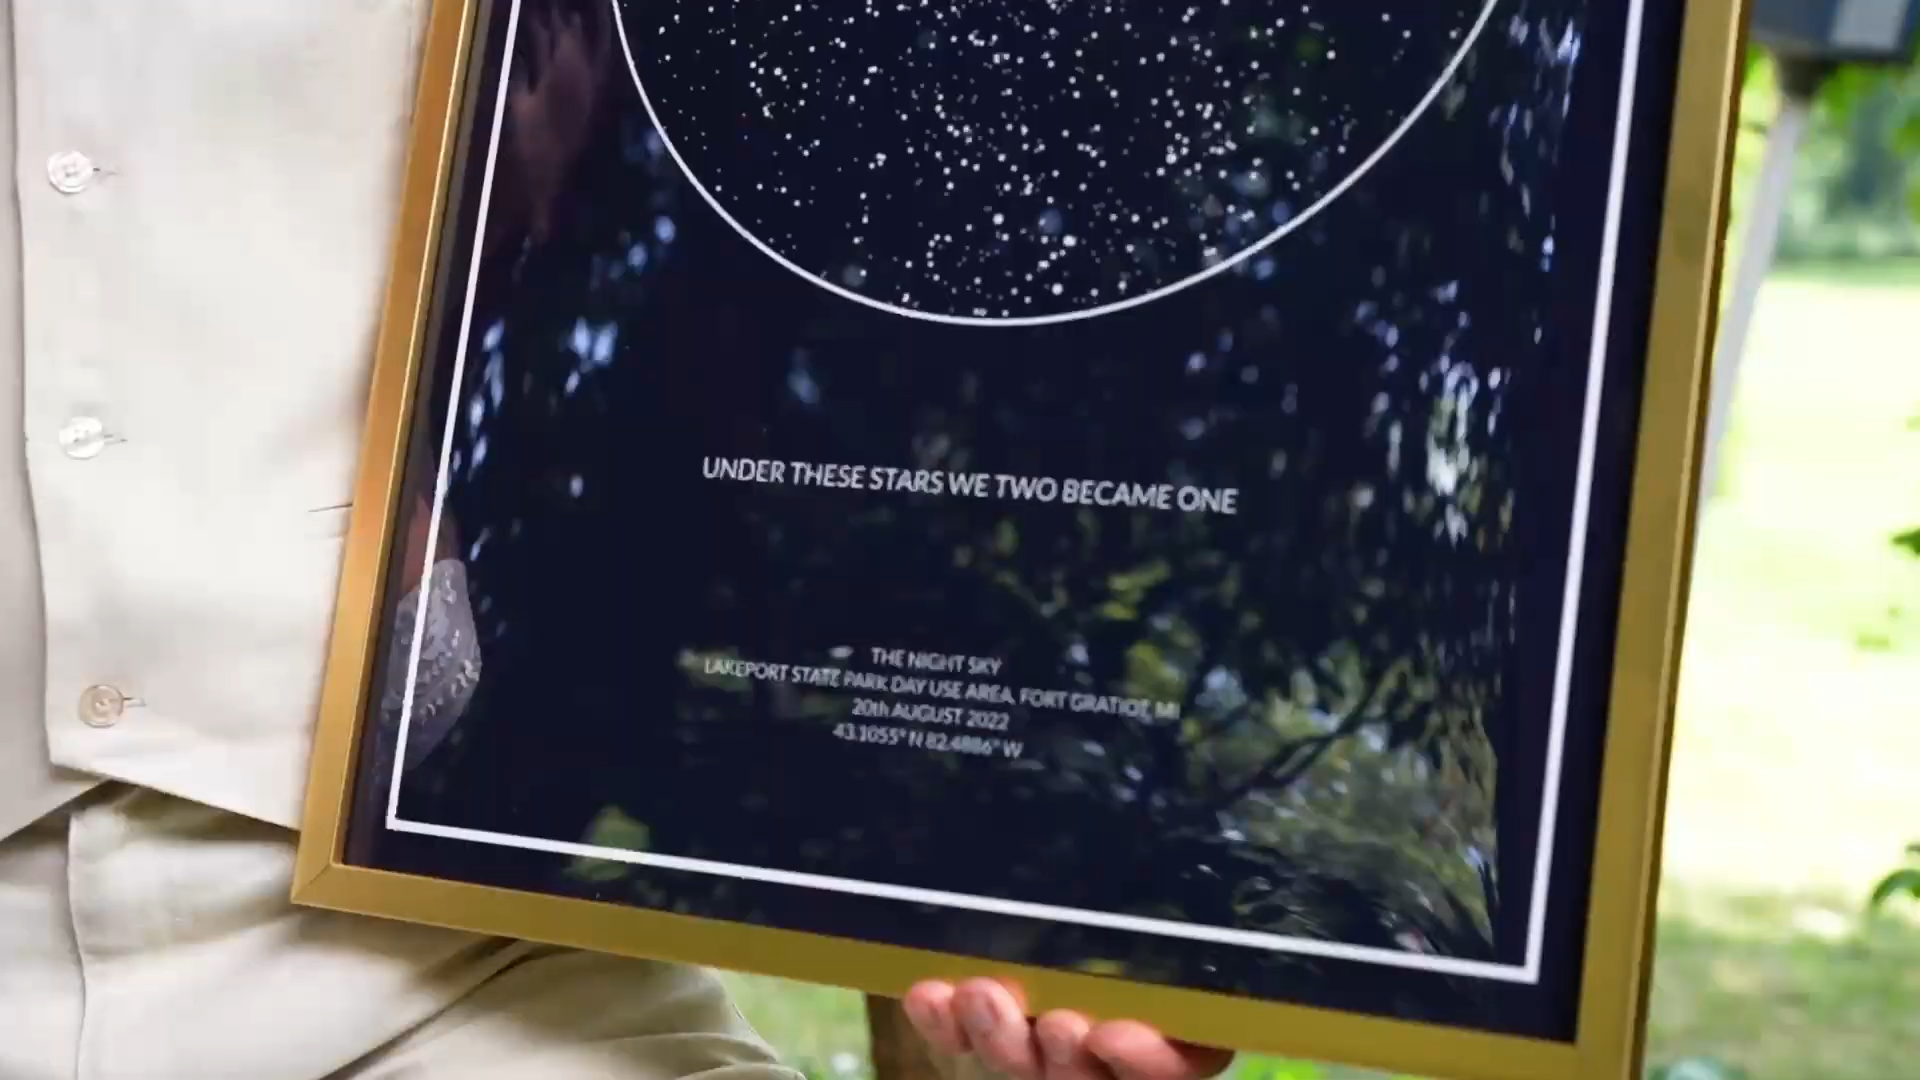 UNDER THESE STARS WE TWO BECAME ONE
THE NIGHT SKY
LAKEPORT STATE PARK DAY USE AREA, FORT GRATIOT, MI
20th AUGUST 2022
43.1055° N 82.4886° W